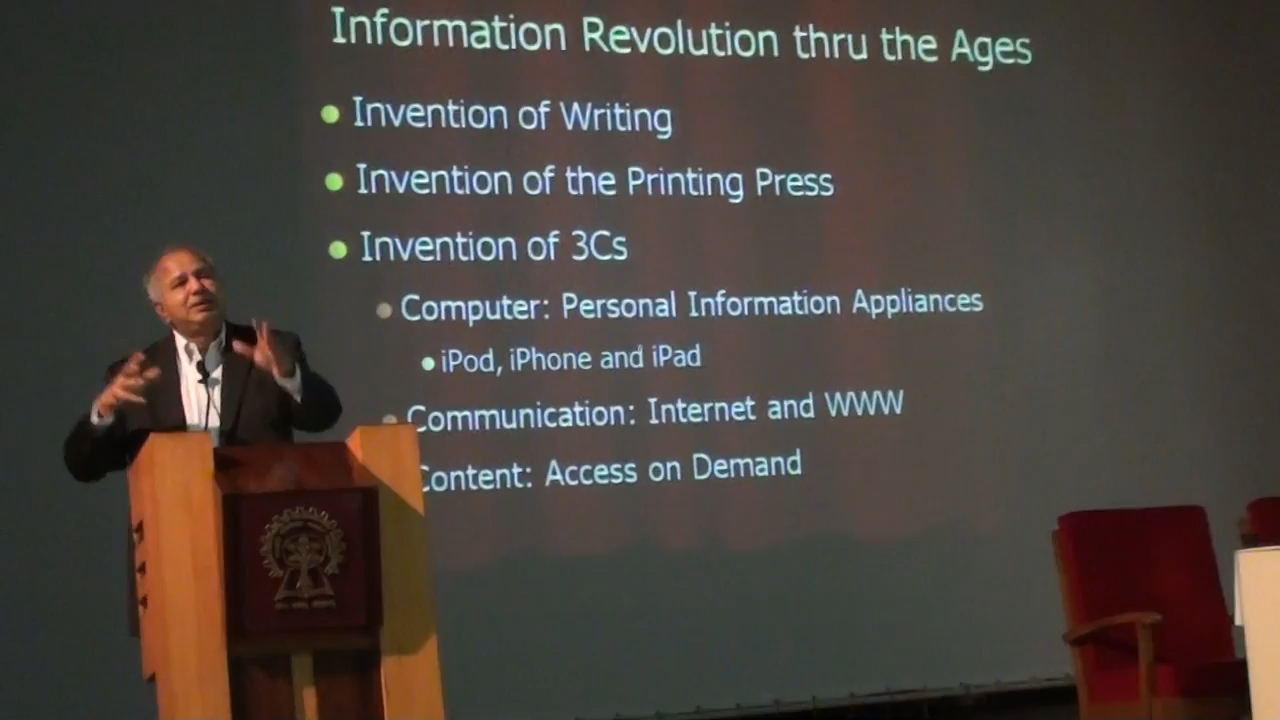 Information Revolution thru the Ages
Invention of Writing
Invention of the Printing Press
Invention of 3Cs
Computer: Personal Information Appliances
iPod, iPhone and iPad
Communication: Internet and WWW
Content: Access on Demand